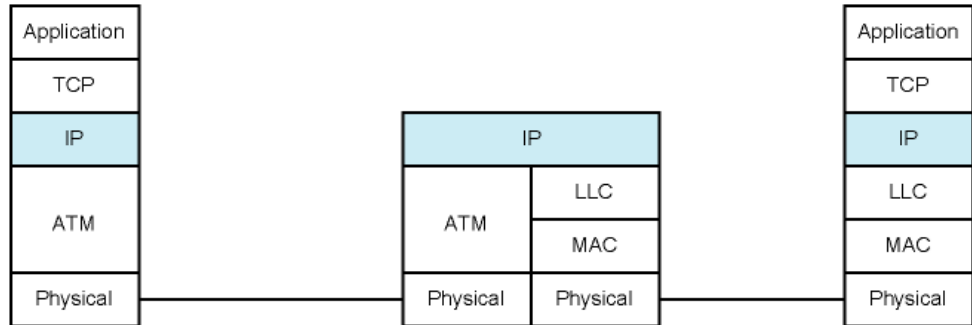 Application
TCP
IP
ATM
Physical
IP
ATM
LLC
MAC
Physical
Physical
Application
TCP
IP
LLC
MAC
Physical